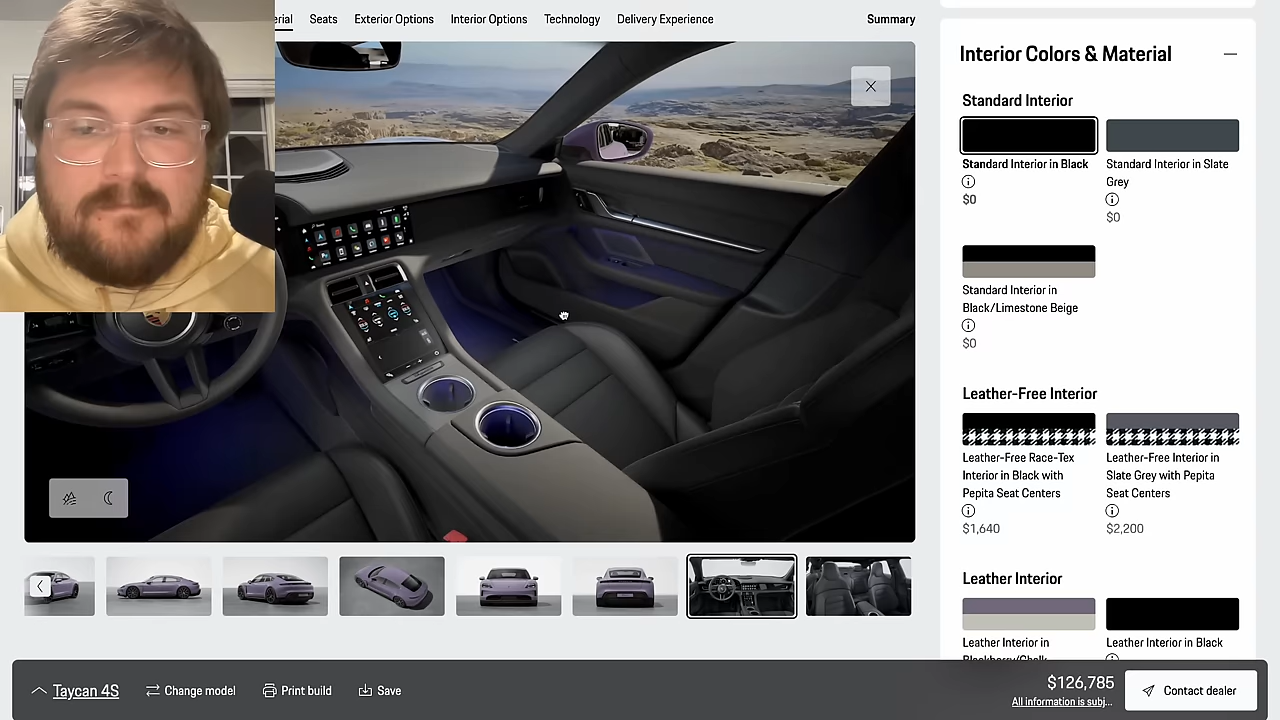 Seats
Exterior Options
Interior Options
Technology
Delivery Experience
Summary
Interior Colors & Material
Standard Interior
Standard Interior in Black
$0
Standard Interior in Slate
Grey
$0
Standard Interior in
Black/Limestone Beige
$0
Leather-Free Interior
Leather-Free Race-Tex
Interior in Black with
Pepita Seat Centers
$1,640
Leather-Free Interior in
Slate Grey with Pepita
Seat Centers
$2,200
Leather Interior
Leather Interior in
Blackberry/Chalk
Leather Interior in Black
Taycan 4S
Change model
Print build
Save
$126,785
All information is subj...
Contact dealer